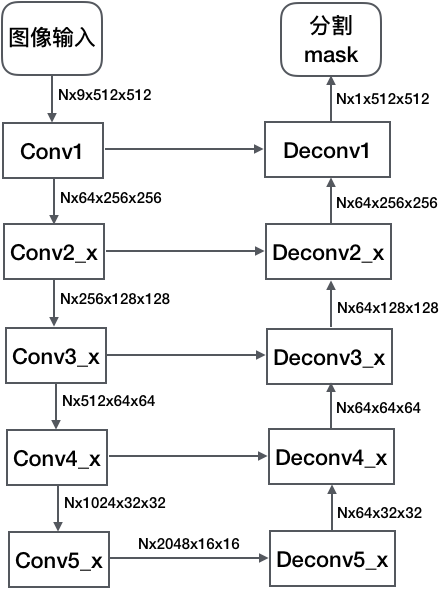 图像输入
分割
mask
Nx9x512x512
Nx1x512x512
Conv1
Deconv1
Nx64x256x256
Nx64x256x256
Conv2_x
Deconv2_x
Nx256x128x128
Nx64x128x128
Conv3_x
Deconv3_x
Nx512x64x64
Nx64x64x64
Conv4_x
Deconv4_x
Nx1024x32x32
Nx64x32x32
Nx2048x16x16
Conv5_x
Deconv5_x